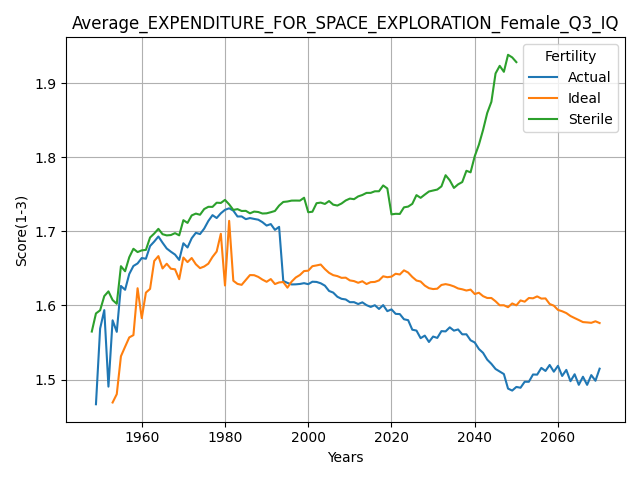 Average_EXPENDITURE_FOR_SPACE_EXPLORATION_Female_Q3_IQ
Fertility
Actual
Ideal
Sterile
Score(1-3)
1.9
1.8
1.7
1.6
1.5
1960
1980
2000
2020
2040
2060
Years